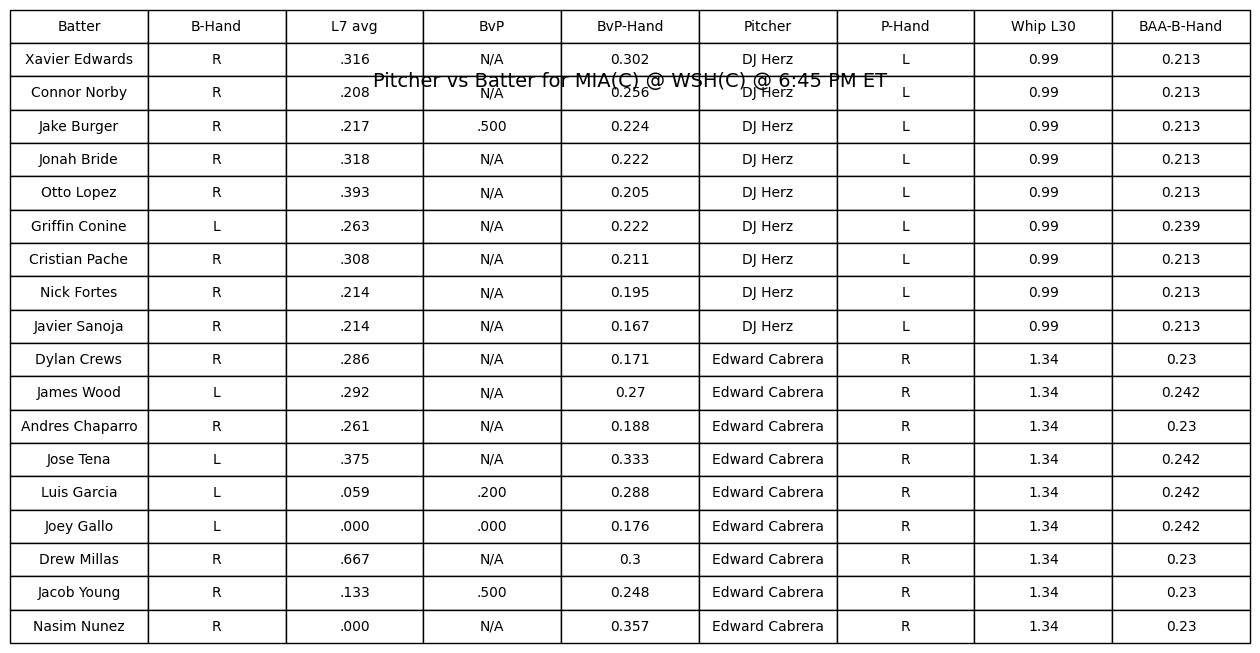 Batter B-Hand L7 avg BvP BvP-Hand Pitcher P-Hand Whip L30 BAA-B-Hand
Xavier Edwards R .316 N/A 0.302 DJ Herz L 0.99 0.213
Pitcher vs Batter for MIA(C) @ WSH(C) @ 6:45 PM ET
Connor Norby R .208 N/A 0.256 DJ Herz L 0.99 0.213
Jake Burger R .217 .500 0.224 DJ Herz L 0.99 0.213
Jonah Bride R .318 N/A 0.222 DJ Herz L 0.99 0.213
Otto Lopez R .393 N/A 0.205 DJ Herz L 0.99 0.213
Griffin Conine L .263 N/A 0.222 DJ Herz L 0.99 0.239
Cristian Pache R .308 N/A 0.211 DJ Herz L 0.99 0.213
Nick Fortes R .214 N/A 0.195 DJ Herz L 0.99 0.213
Javier Sanoja R .214 N/A 0.167 DJ Herz L 0.99 0.213
Dylan Crews R .286 N/A 0.171 Edward Cabrera R 1.34 0.23
James Wood L .292 N/A 0.27 Edward Cabrera R 1.34 0.242
Andres Chaparro R .261 N/A 0.188 Edward Cabrera R 1.34 0.23
Jose Tena L .375 N/A 0.333 Edward Cabrera R 1.34 0.242
Luis Garcia L .059 .200 0.288 Edward Cabrera R 1.34 0.242
Joey Gallo L .000 .000 0.176 Edward Cabrera R 1.34 0.242
Drew Millas R .667 N/A 0.3 Edward Cabrera R 1.34 0.23
Jacob Young R .133 .500 0.248 Edward Cabrera R 1.34 0.23
Nasim Nunez R .000 N/A 0.357 Edward Cabrera R 1.34 0.23